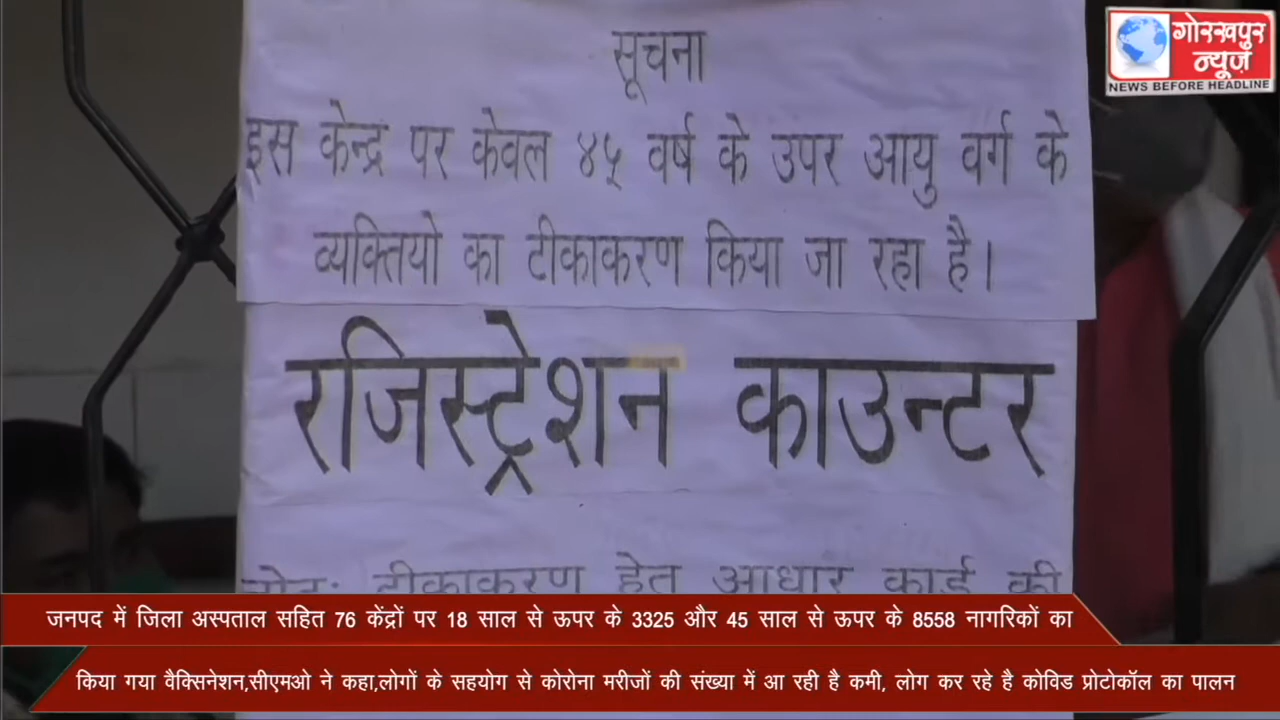 सूचना
इस केन्द्र पर केवल ४५ वर्ष के उपर आयु वर्ग के
व्यक्तियो का टीकाकरण किया जा रहा है।
रजिस्ट्रेशन काउन्टर
नोट: टीकाकरण हेतु आधार कार्ड की
गोरखपुर
न्यूज़
NEWS BEFORE HEADLINE
जनपद में जिला अस्पताल सहित 76 केंद्रों पर 18 साल से ऊपर के 3325 और 45 साल से ऊपर के 8558 नागरिकों का
किया गया वैक्सिनेशन,सीएमओ ने कहा,लोगों के सहयोग से कोरोना मरीजों की संख्या में आ रही है कमी, लोग कर रहे है कोविड प्रोटोकॉल का पालन